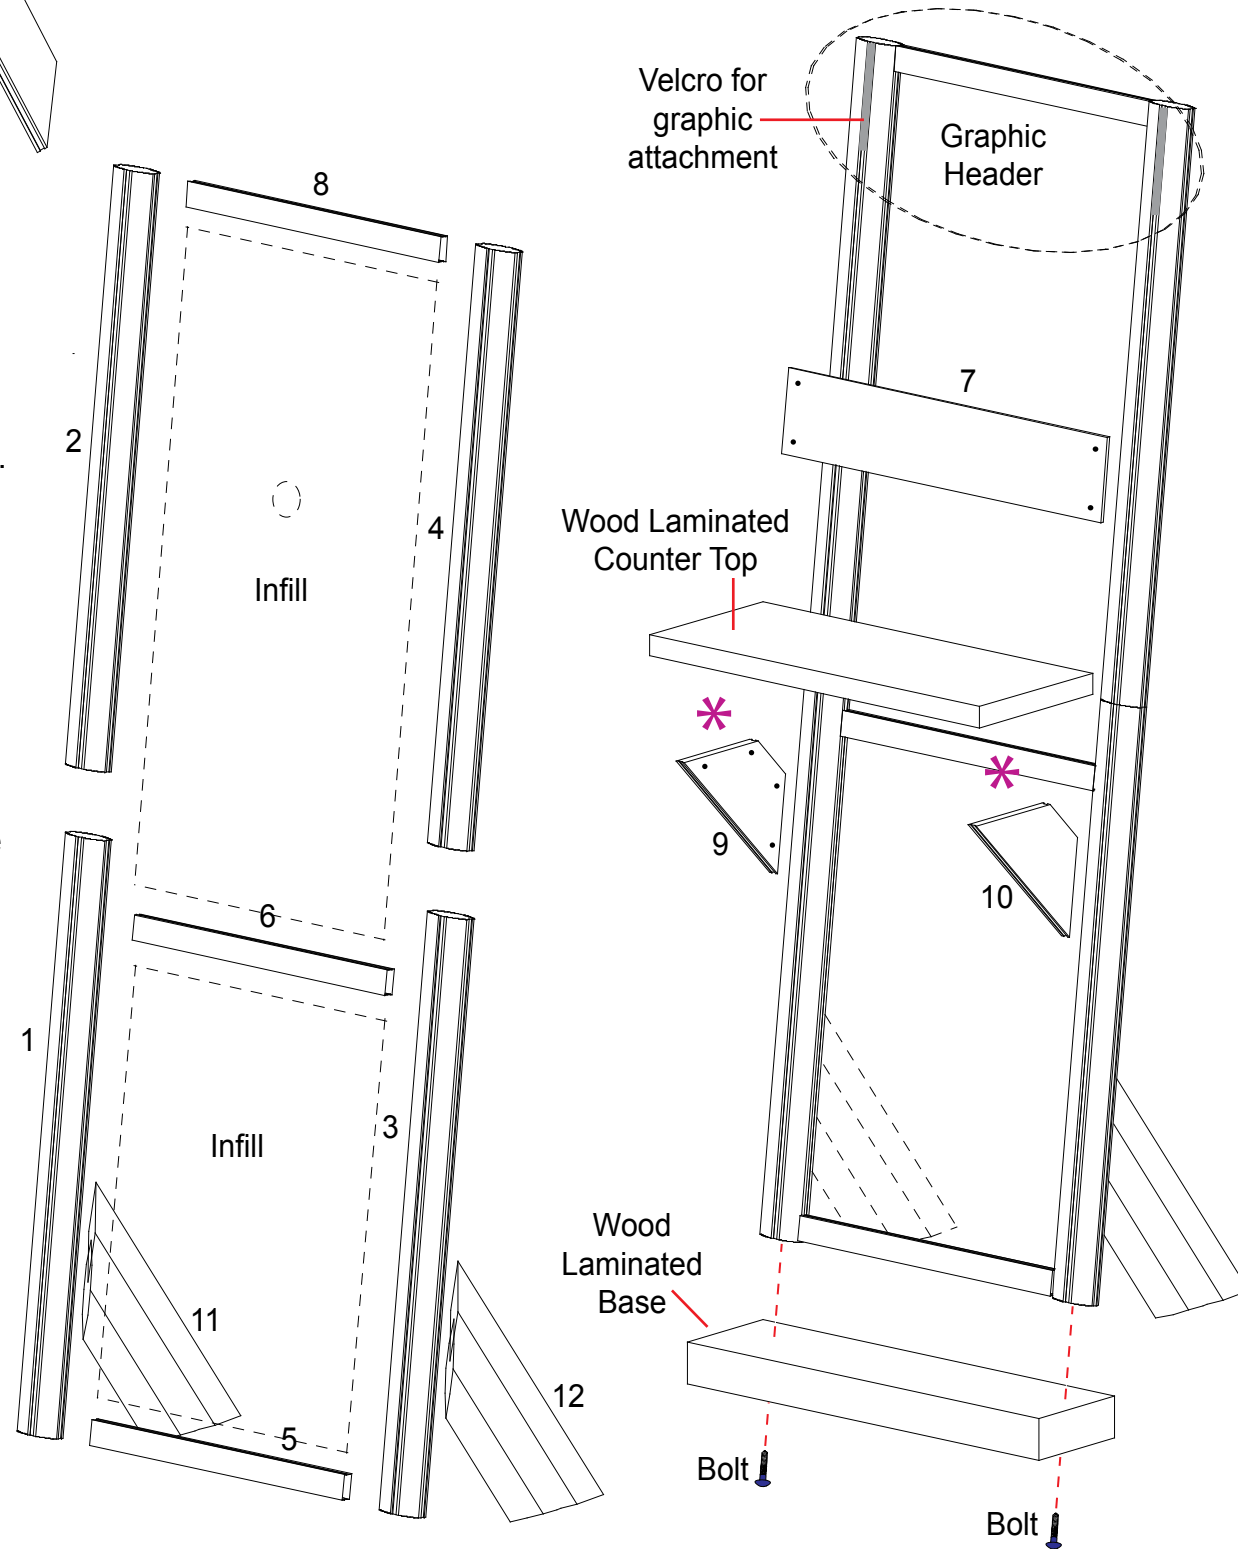 Velcro for
graphic
attachment
Graphic
Header
8
2
7
4
Wood Laminated
Counter Top
Infill
*
*
9
10
6
1
3
Infill
Wood
Laminated
Base
11
12
5
Bolt
Bolt